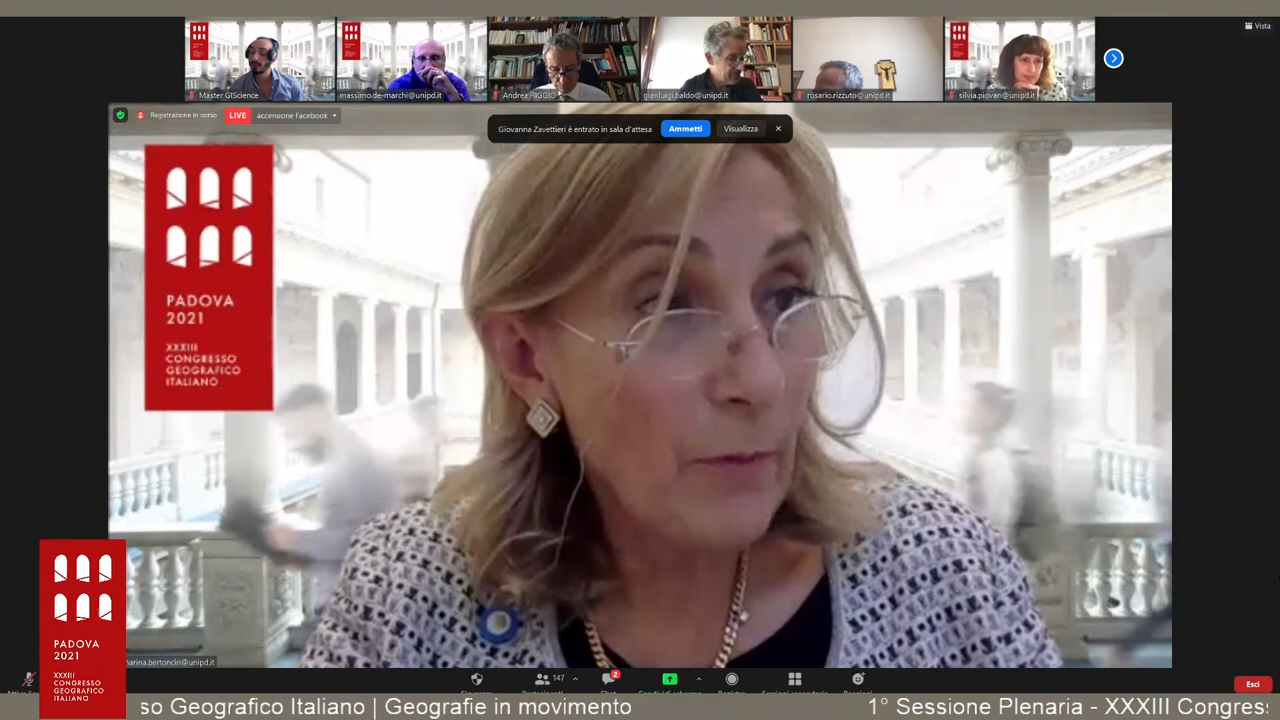 Vista
Master GIScience
massimo.de-marchi@unipd.it
Andrea RIGGIO
gianluigi.baldo@unipd.it
rosario.rizzuto@unipd.it
silvia.piovan@unipd.it
Registrazione in corso
LIVE
accensione Facebook
Giovanna Zavettieri è entrato in sala d'attesa
Ammetti
Visualizza
PADOVA
2021
XXXIII
CONGRESSO
GEOGRAFICO
ITALIANO
PADOVA
2021
XXXIII
CONGRESSO
GEOGRAFICO
ITALIANO
marina.bertoncin@unipd.it
147
2
Esci
so Geografico Italiano | Geografie in movimento
1° Sessione Plenaria - XXXIII Congres